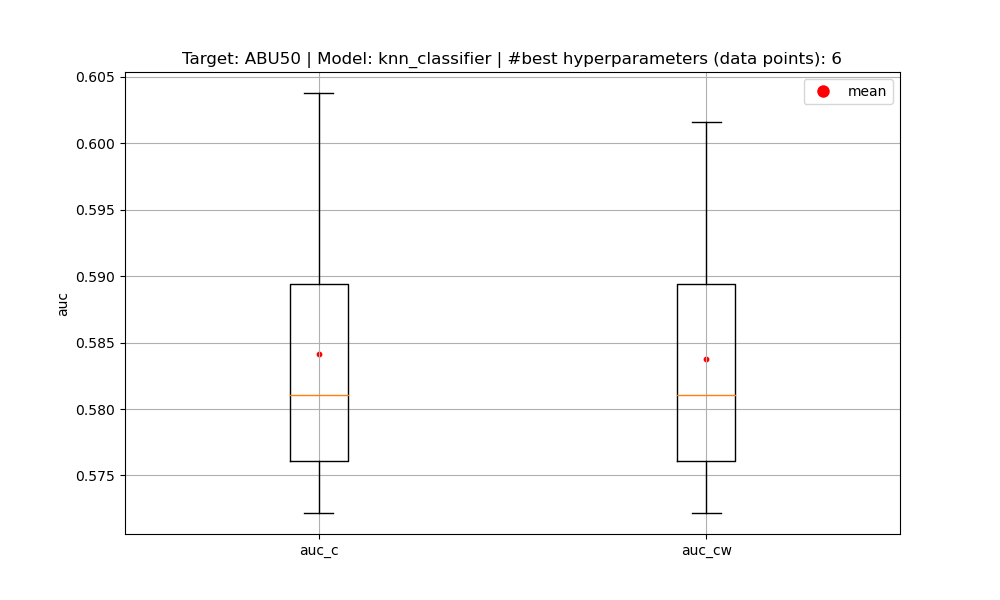 Target: ABU50 | Model: knn_classifier | #best hyperparameters (data points): 6
0.605
mean
0.600
0.595
0.590
auc
0.585
0.580
0.575
auc_c
auc_cw